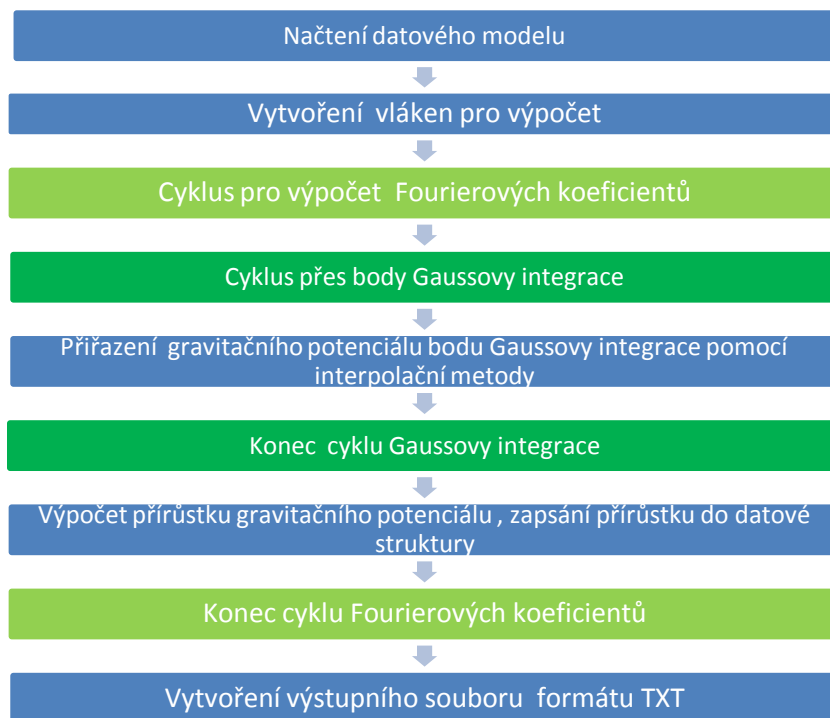 Načtení datového modelu
Vytvoření vláken pro výpočet
Cyklus pro výpočet Fourierových koeficientů
Cyklus přes body Gaussovy integrace
Přiřazení gravitačního potenciálu bodu Gaussovy integrace pomocí
interpolační metody
Konec cyklu Gaussovy integrace
Výpočet přírůstku gravitačního potenciálu , zapsání přírůstku do datové
struktury
Konec cyklu Fourierových koeficientů
Vytvoření výstupního souboru formátu TXT